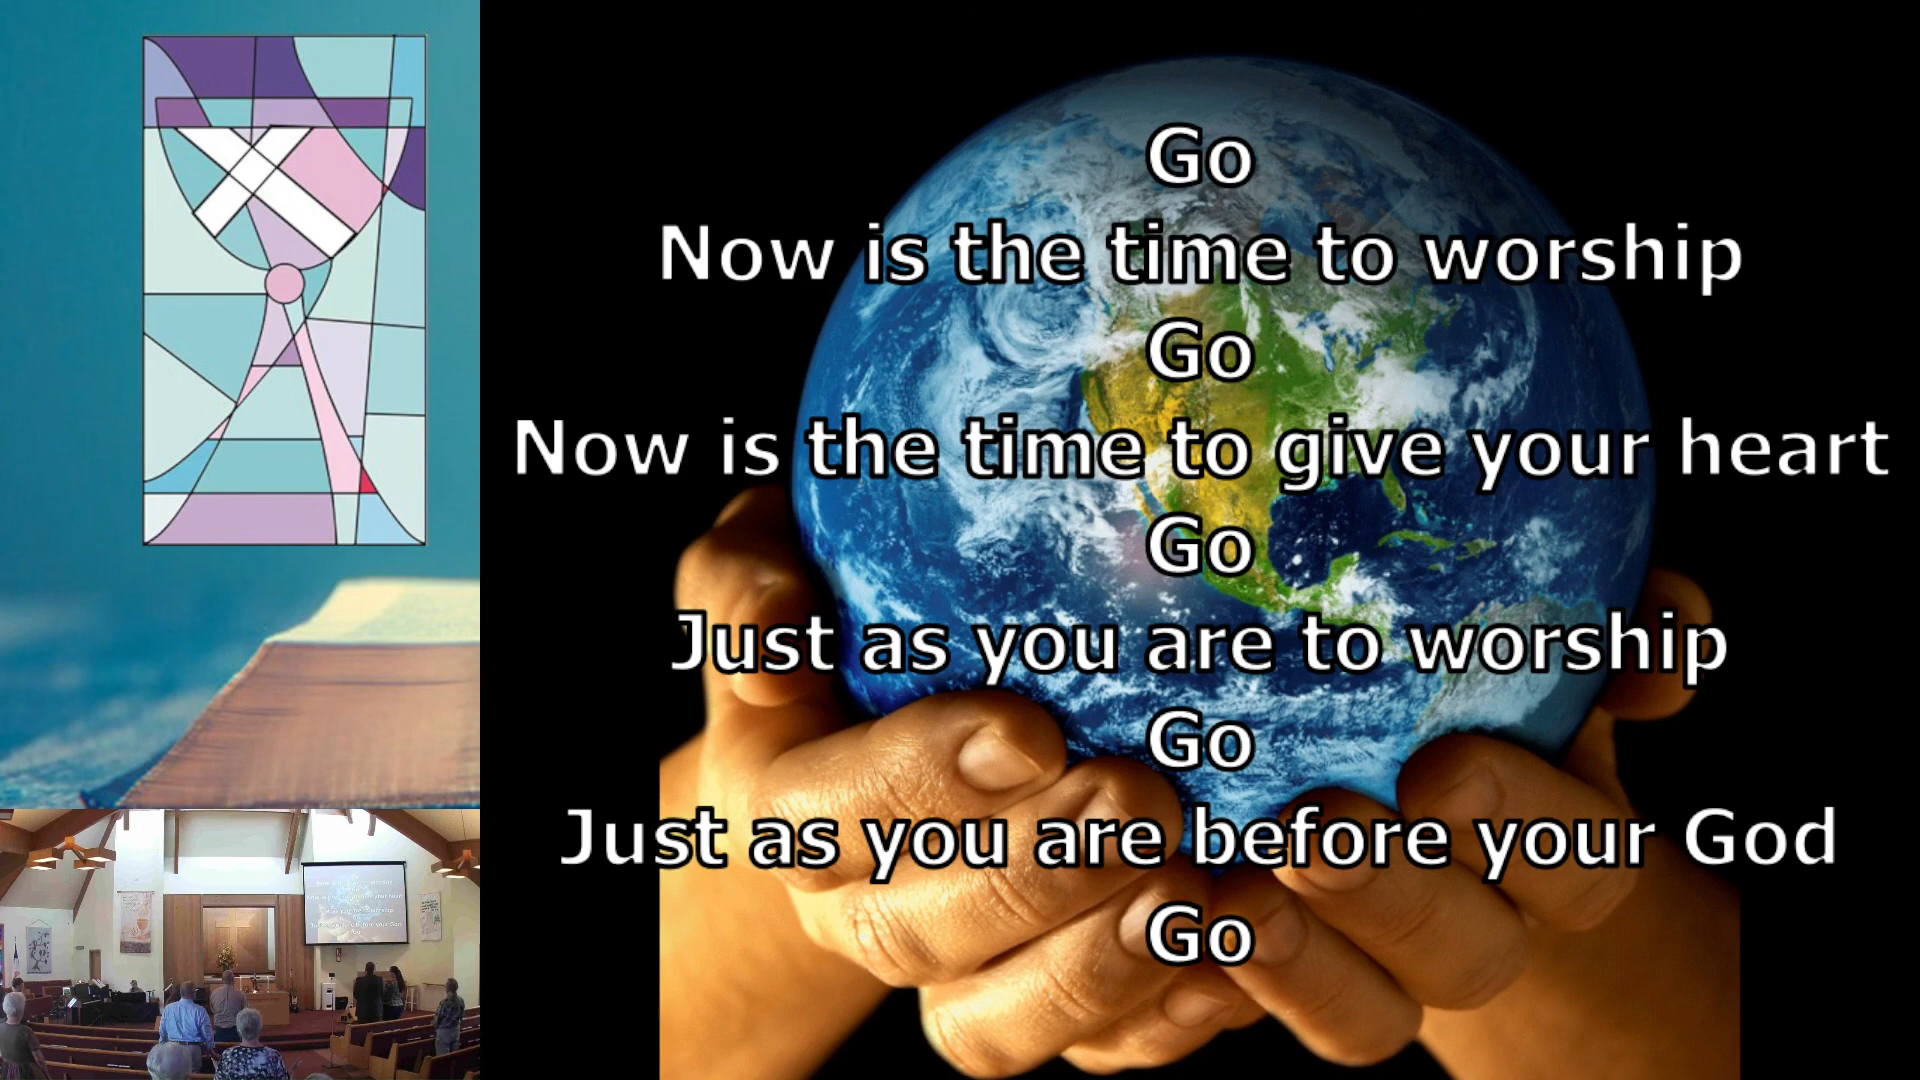 Go
Now is the time to worship
Go
Now is the time to give your heart
Go
Just as you are to worship
Go
Just as you are before your God
Go